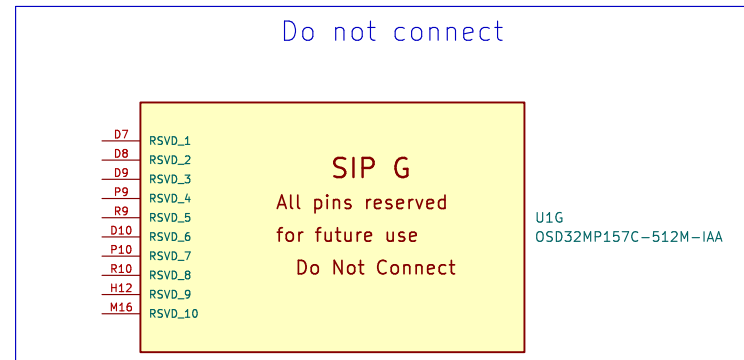 Do not connect
D7 RSVD_1
D8 RSVD_2
D9 RSVD_3
P9 RSVD_4
R9 RSVD_5
D10 RSVD_6
P10 RSVD_7
R10 RSVD_8
H12 RSVD_9
M16 RSVD_10
SIP G
All pins reserved
for future use
Do Not Connect
U1G
OSD32MP157C-512M-IAA